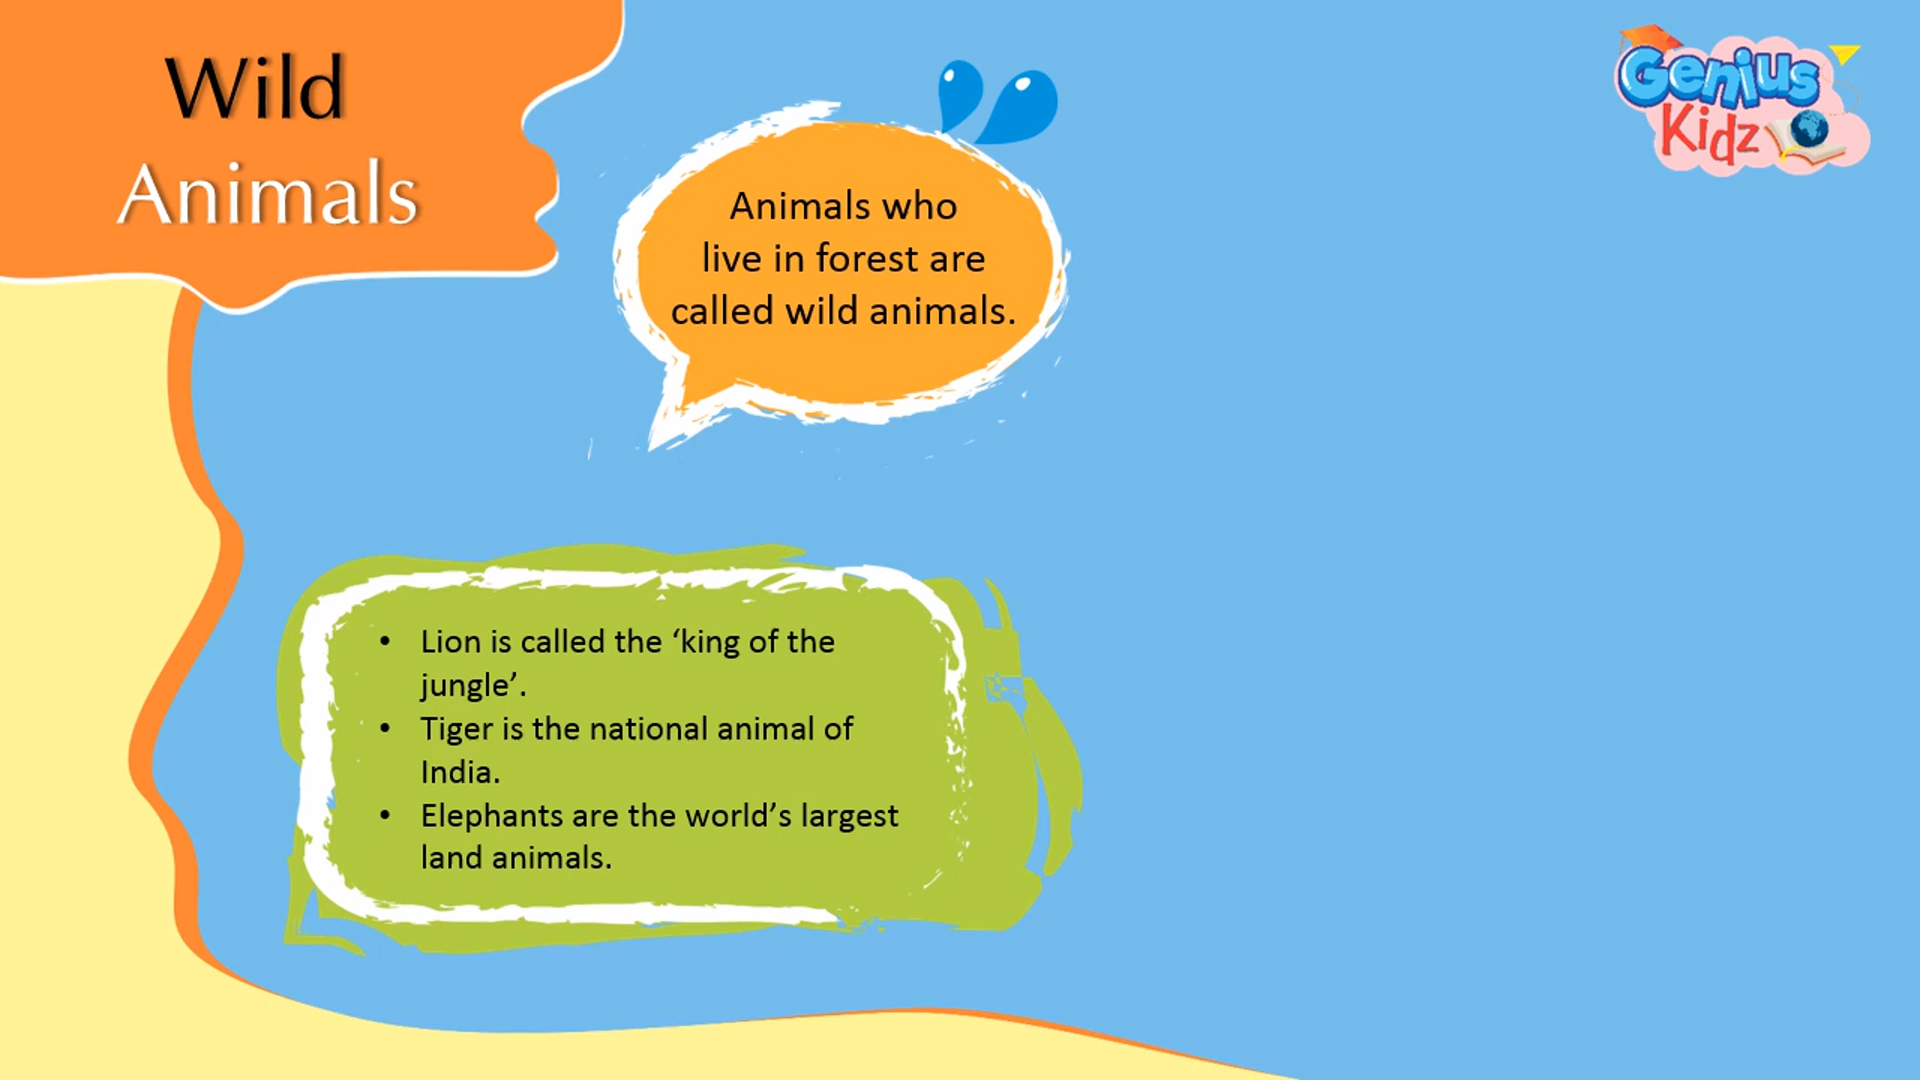 Wild
Animals
Genius
Kidz
Animals who
live in forest are
called wild animals.
• Lion is called the ‘king of the
jungle’.
• Tiger is the national animal of
India.
• Elephants are the world’s largest
land animals.